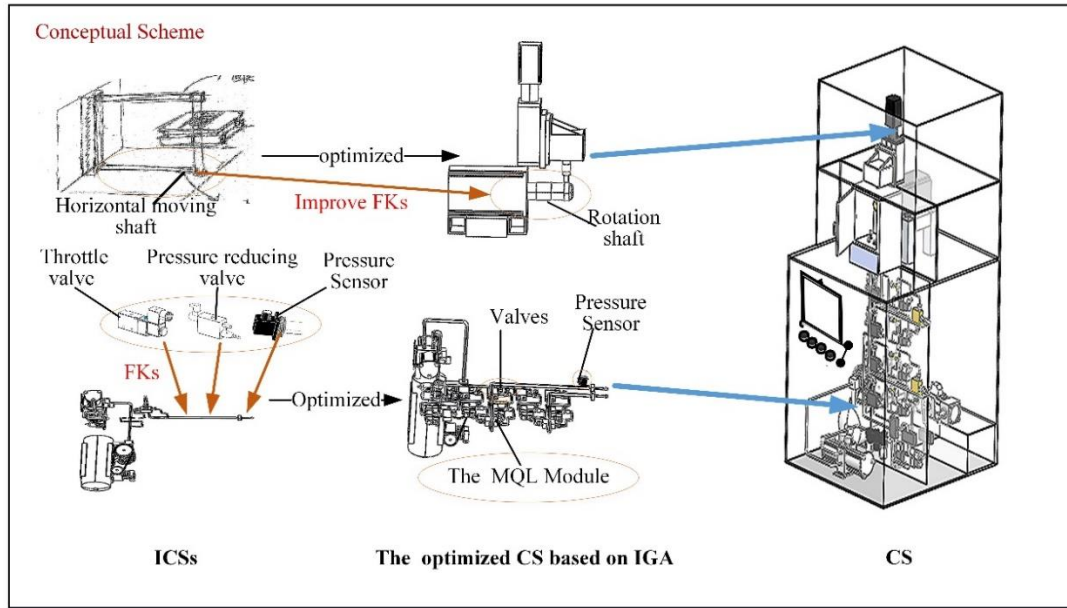 Conceptual Scheme
optimized
Improve FKs
Horizontal moving
shaft
Rotation
shaft
Throttle
valve
Pressure reducing
valve
Pressure
Sensor
Valves
Pressure
Sensor
FKs
Optimized
The MQL Module
ICSs
The optimized CS based on IGA
CS